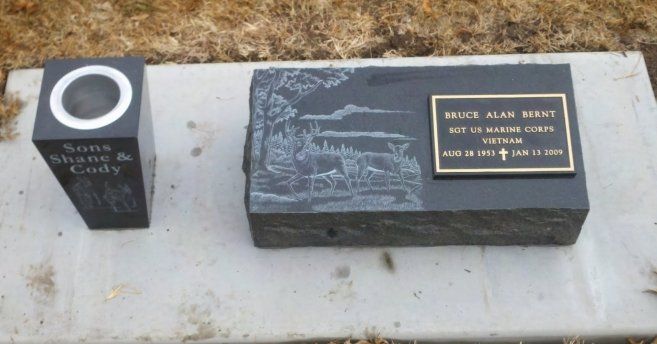 Sons
Shane &
Cody
BRUCE ALAN BERNT
SGT US MARINE CORPS
VIETNAM
AUG 28 1953 ✝ JAN 13 2009